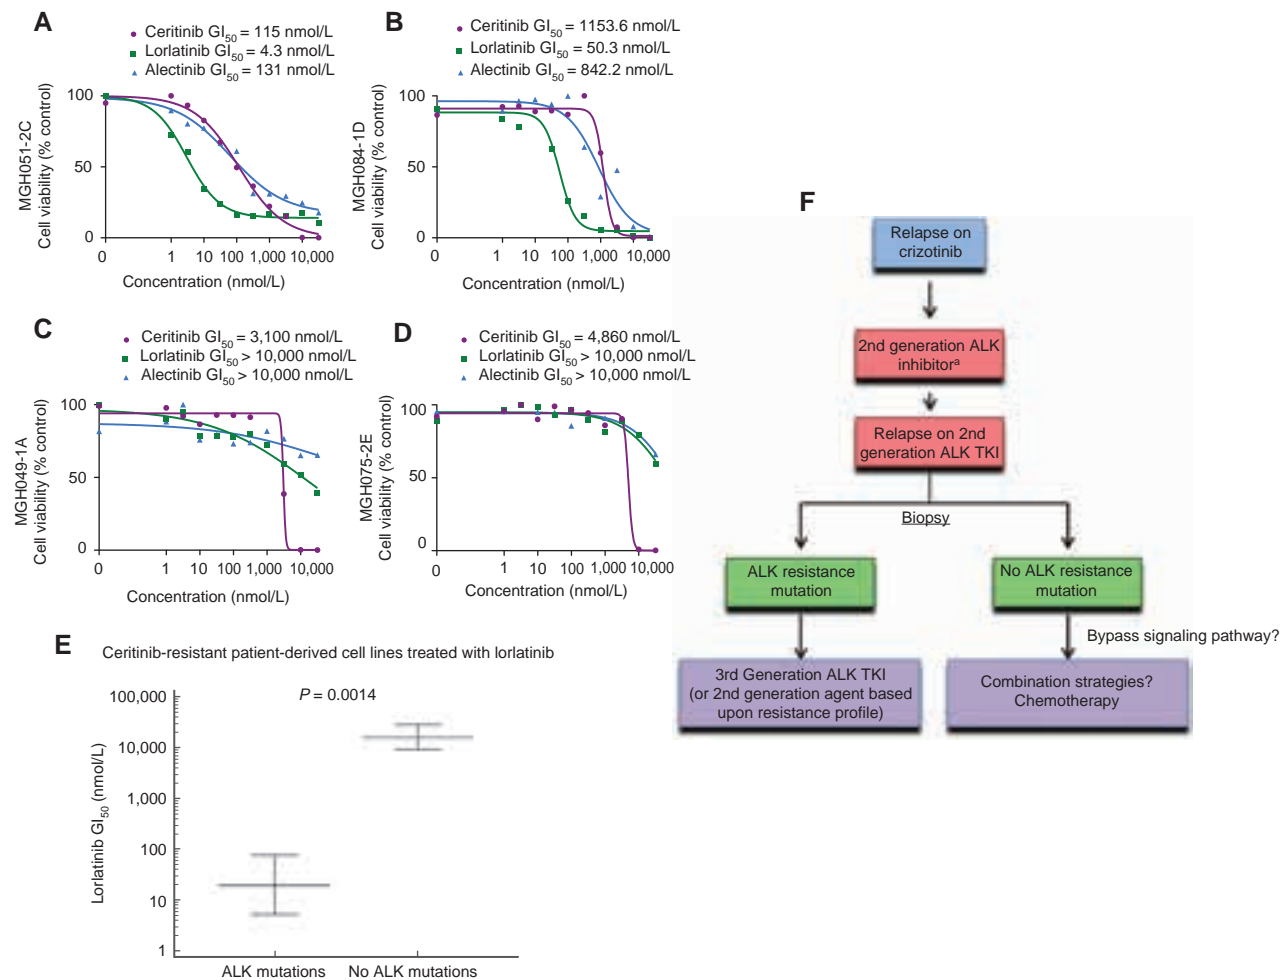 A
Ceritinib GI50 = 115 nmol/L
Lorlatinib GI50 = 4.3 nmol/L
Alectinib GI50 = 131 nmol/L
MGH051-2C
Cell viability (% control)
100
50
0
0
1
10
100
1,000
10,000
Concentration (nmol/L)
B
Ceritinib GI50 = 1153.6 nmol/L
Lorlatinib GI50 = 50.3 nmol/L
Alectinib GI50 = 842.2 nmol/L
MGH084-1D
Cell viability (% control)
100
50
0
0
1
10
100
1,000
10,000
Concentration (nmol/L)
C
Ceritinib GI50 = 3,100 nmol/L
Lorlatinib GI50 > 10,000 nmol/L
Alectinib GI50 > 10,000 nmol/L
MGH049-1A
Cell viability (% control)
100
50
0
0
1
10
100
1,000
10,000
Concentration (nmol/L)
D
Ceritinib GI50 = 4,860 nmol/L
Lorlatinib GI50 > 10,000 nmol/L
Alectinib GI50 > 10,000 nmol/L
MGH075-2E
Cell viability (% control)
100
50
0
0
1
10
100
1,000
10,000
Concentration (nmol/L)
E
Ceritinib-resistant patient-derived cell lines treated with lorlatinib
P = 0.0014
Lorlatinib GI50 (nmol/L)
100,000
10,000
1,000
100
10
1
ALK mutations
No ALK mutations
F
Relapse on
crizotinib
2nd generation ALK
inhibitorᵃ
Relapse on 2nd
generation ALK TKI
Biopsy
ALK resistance
mutation
No ALK resistance
mutation
Bypass signaling pathway?
3rd Generation ALK TKI
(or 2nd generation agent based
upon resistance profile)
Combination strategies?
Chemotherapy